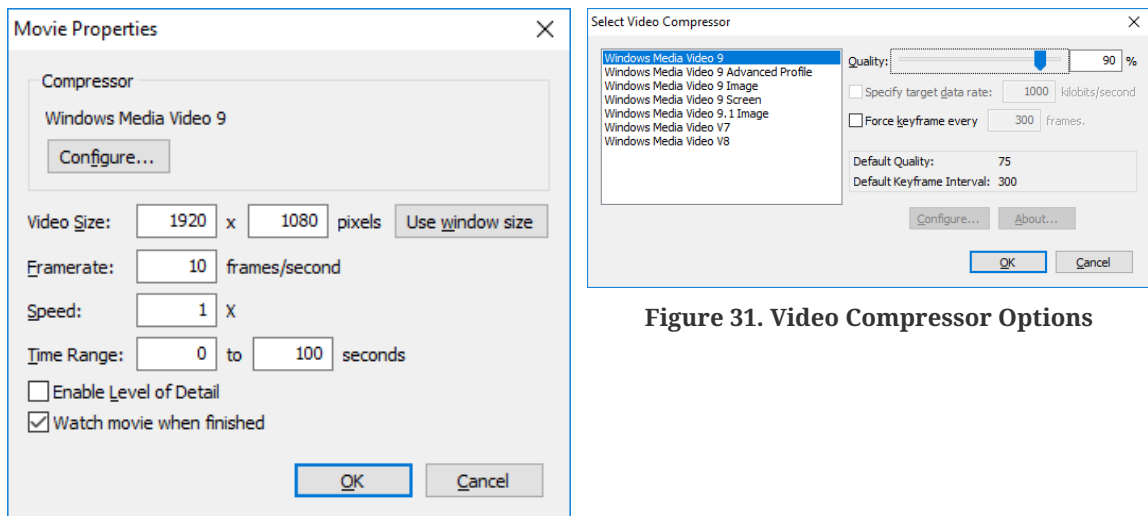 Movie Properties
Compressor
Windows Media Video 9
Configure...
Video Size: 1920 x 1080 pixels Use window size
Framerate: 10 frames/second
Speed: 1 X
Time Range: 0 to 100 seconds
Enable Level of Detail
Watch movie when finished
OK Cancel
Select Video Compressor
Windows Media Video 9
Windows Media Video 9 Advanced Profile
Windows Media Video 9 Image
Windows Media Video 9 Screen
Windows Media Video 9.1 Image
Windows Media Video V7
Windows Media Video V8
Quality: 90 %
Specify target data rate: 1000 kilobits/second
Force keyframe every 300 frames.
Default Quality: 75
Default Keyframe Interval: 300
Configure... About...
OK Cancel
Figure 31. Video Compressor Options